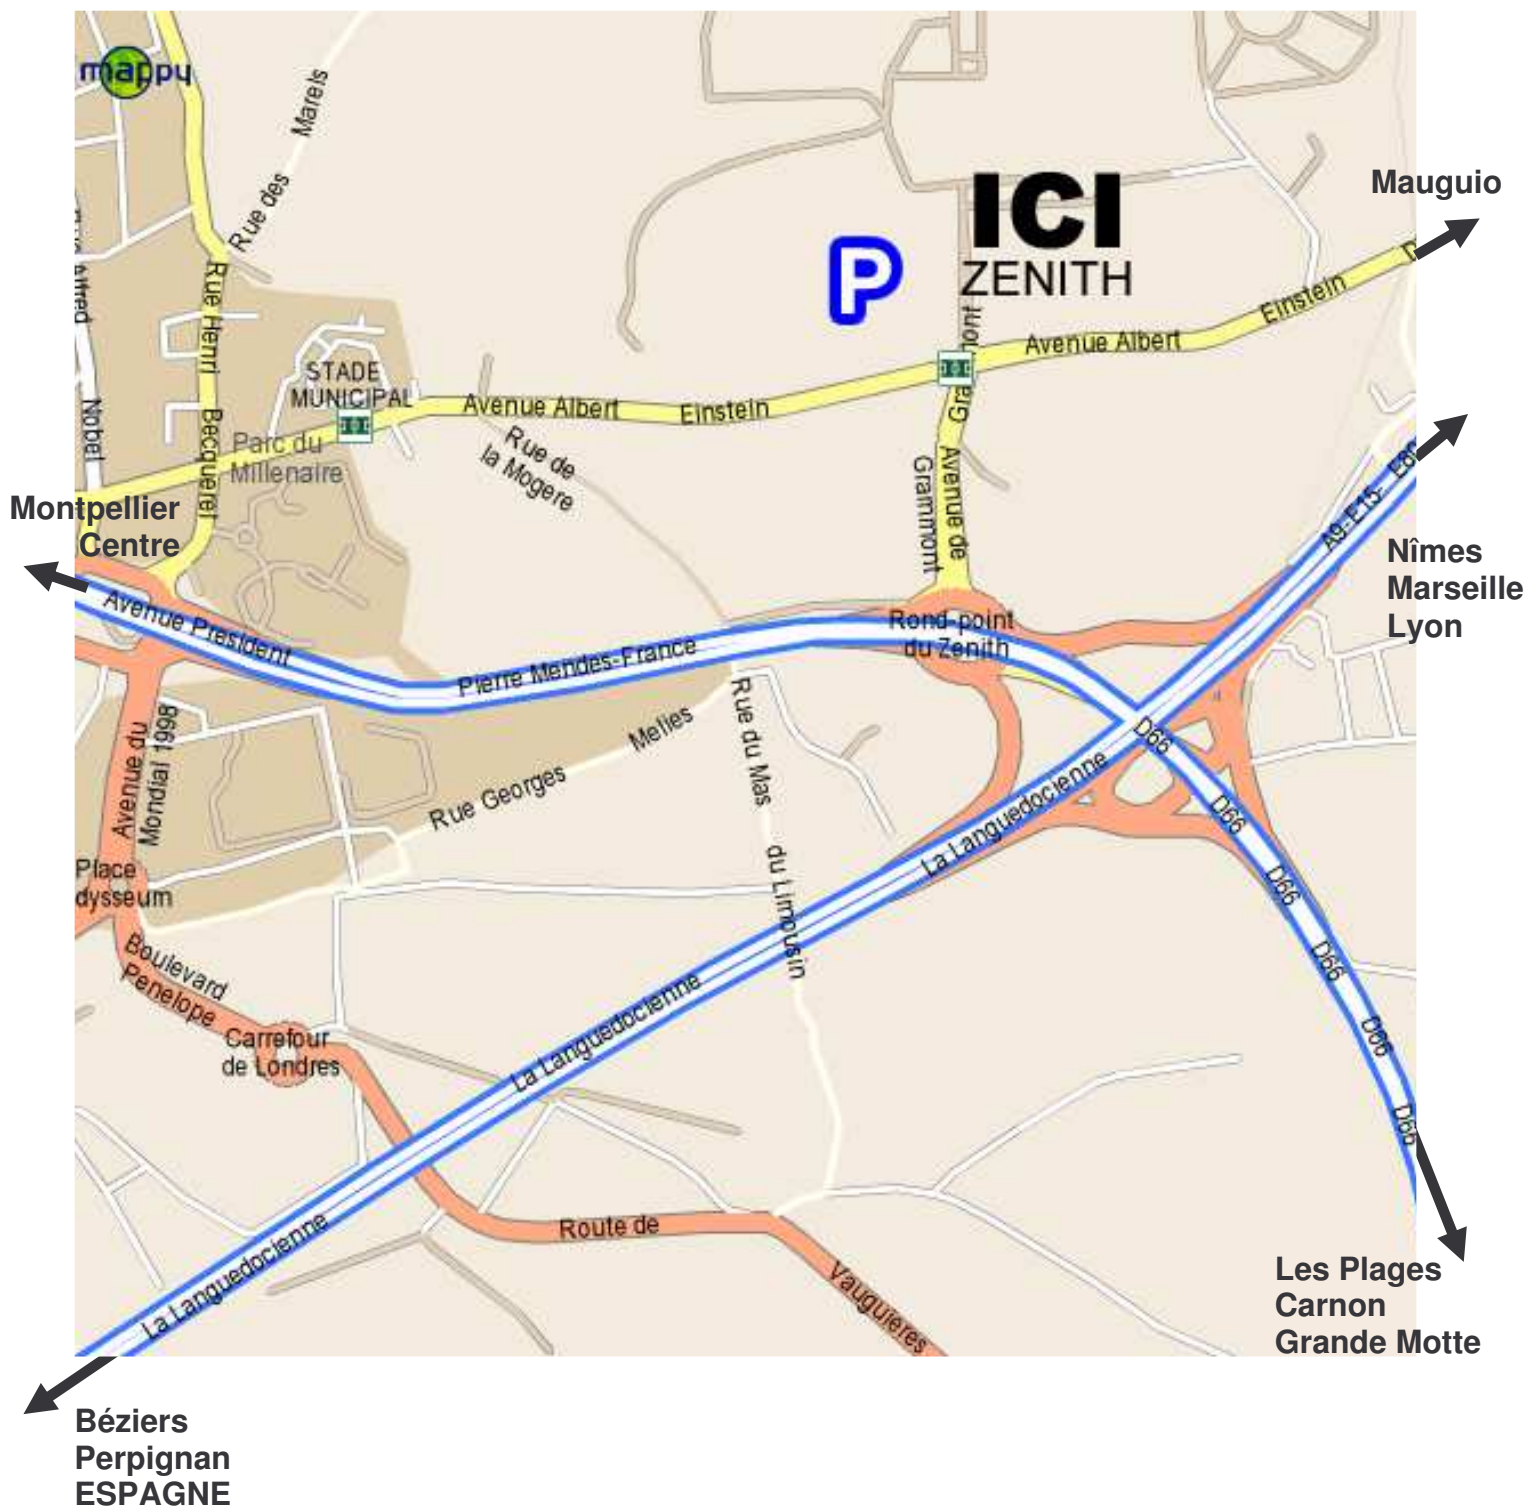 mappy
Rue des Marels
ICI
ZENITH
P
Mauguio
Rue Henri Becquerel
Alfred
Nobel
STADE
MUNICIPAL
Parc du
Millenaire
Avenue Albert Einstein
Avenue Albert Einstein
Rue de
la Mogere
Avenue de
Grammont
Montpellier
Centre
A9-E15-
Nîmes
Marseille
Lyon
Avenue President Pierre Mendes-France
Rond-point
du Zenith
D66
D66
D66
D66
D66
D66
Avenue du
Mondial 1998
Rue Georges Melies
Rue du Mas du Limousin
Place
dysseum
Boulevard
Penelope
Carrefour
de Londres
La Languedocienne
La Languedocienne
La Languedocienne
Route de Vauguieres
Les Plages
Carnon
Grande Motte
Béziers
Perpignan
ESPAGNE